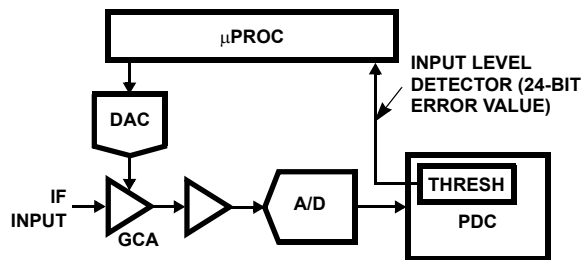 μPROC
INPUT LEVEL
DETECTOR (24-BIT
ERROR VALUE)
DAC
IF
INPUT
GCA
A/D
THRESH
PDC